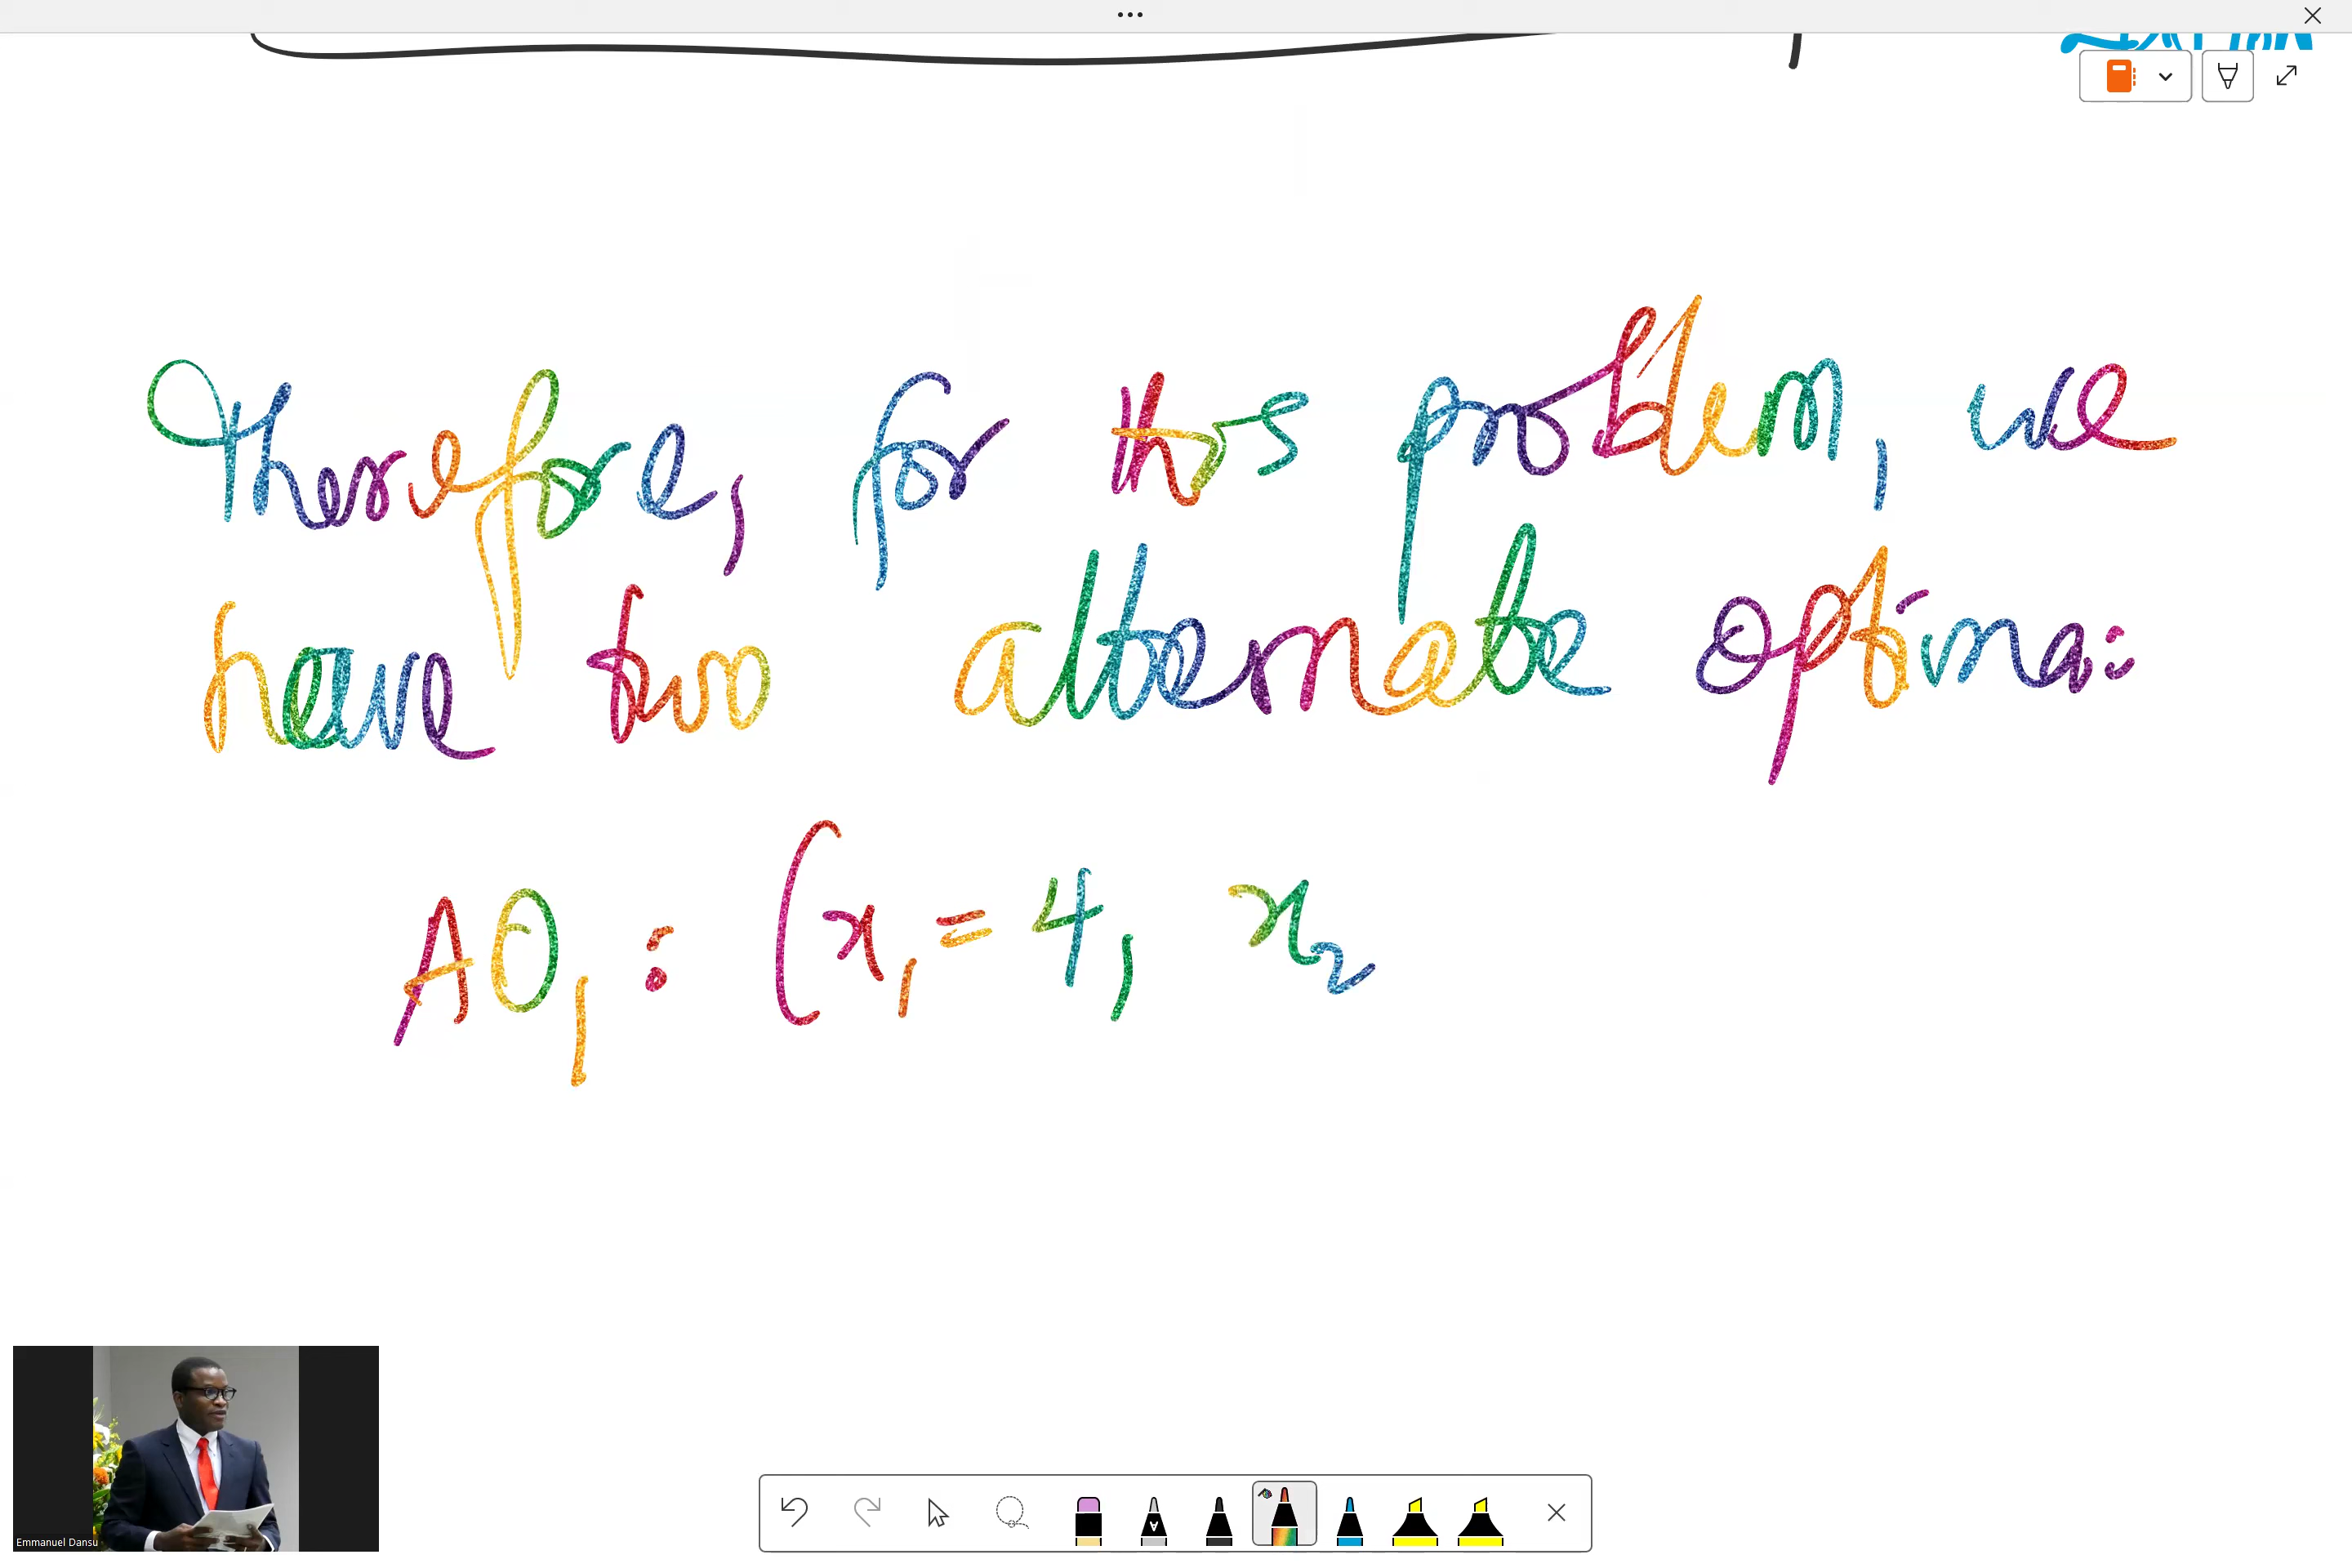 Therefore, for this problem, we
have two alternate optima:
AO₁ : (x₁ = 4, x₂
Emmanuel Dansu